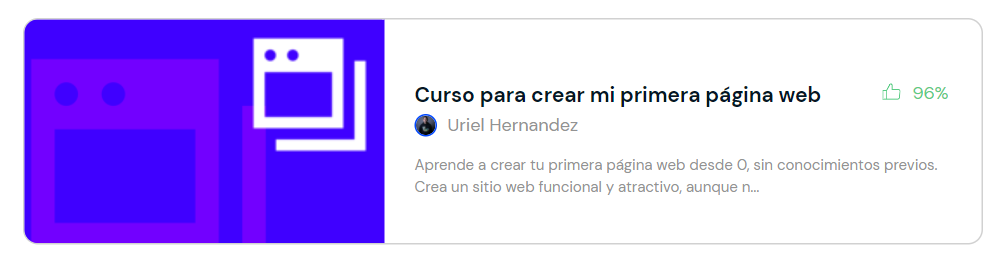 Curso para crear mi primera página web
96%
Uriel Hernandez
Aprende a crear tu primera página web desde 0, sin conocimientos previos.
Crea un sitio web funcional y atractivo, aunque n...